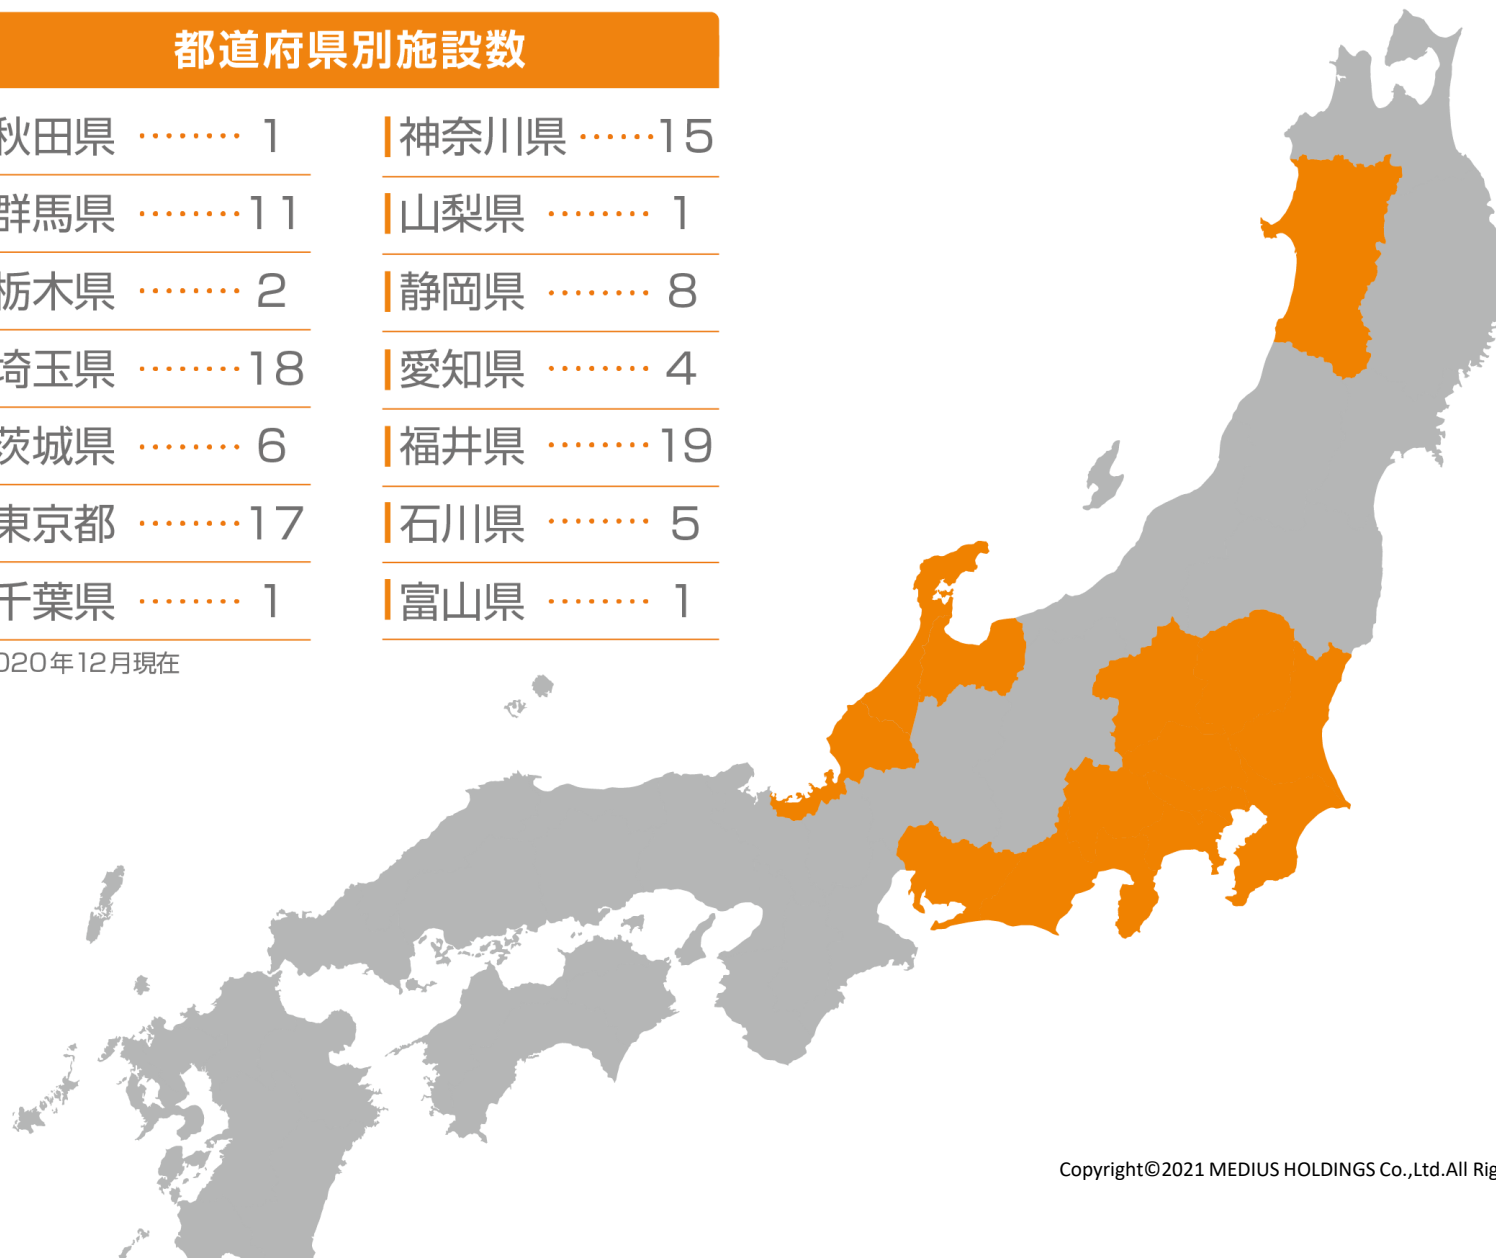 都道府県別施設数
秋田県 ········ 1
群馬県 ········ 11
栃木県 ········ 2
埼玉県 ········ 18
茨城県 ········ 6
東京都 ········ 17
千葉県 ········ 1
020年12月現在
神奈川県 ······ 15
山梨県 ········ 1
静岡県 ········ 8
愛知県 ········ 4
福井県 ········ 19
石川県 ········ 5
富山県 ········ 1
Copyright©2021 MEDIUS HOLDINGS Co.,Ltd.All Rig